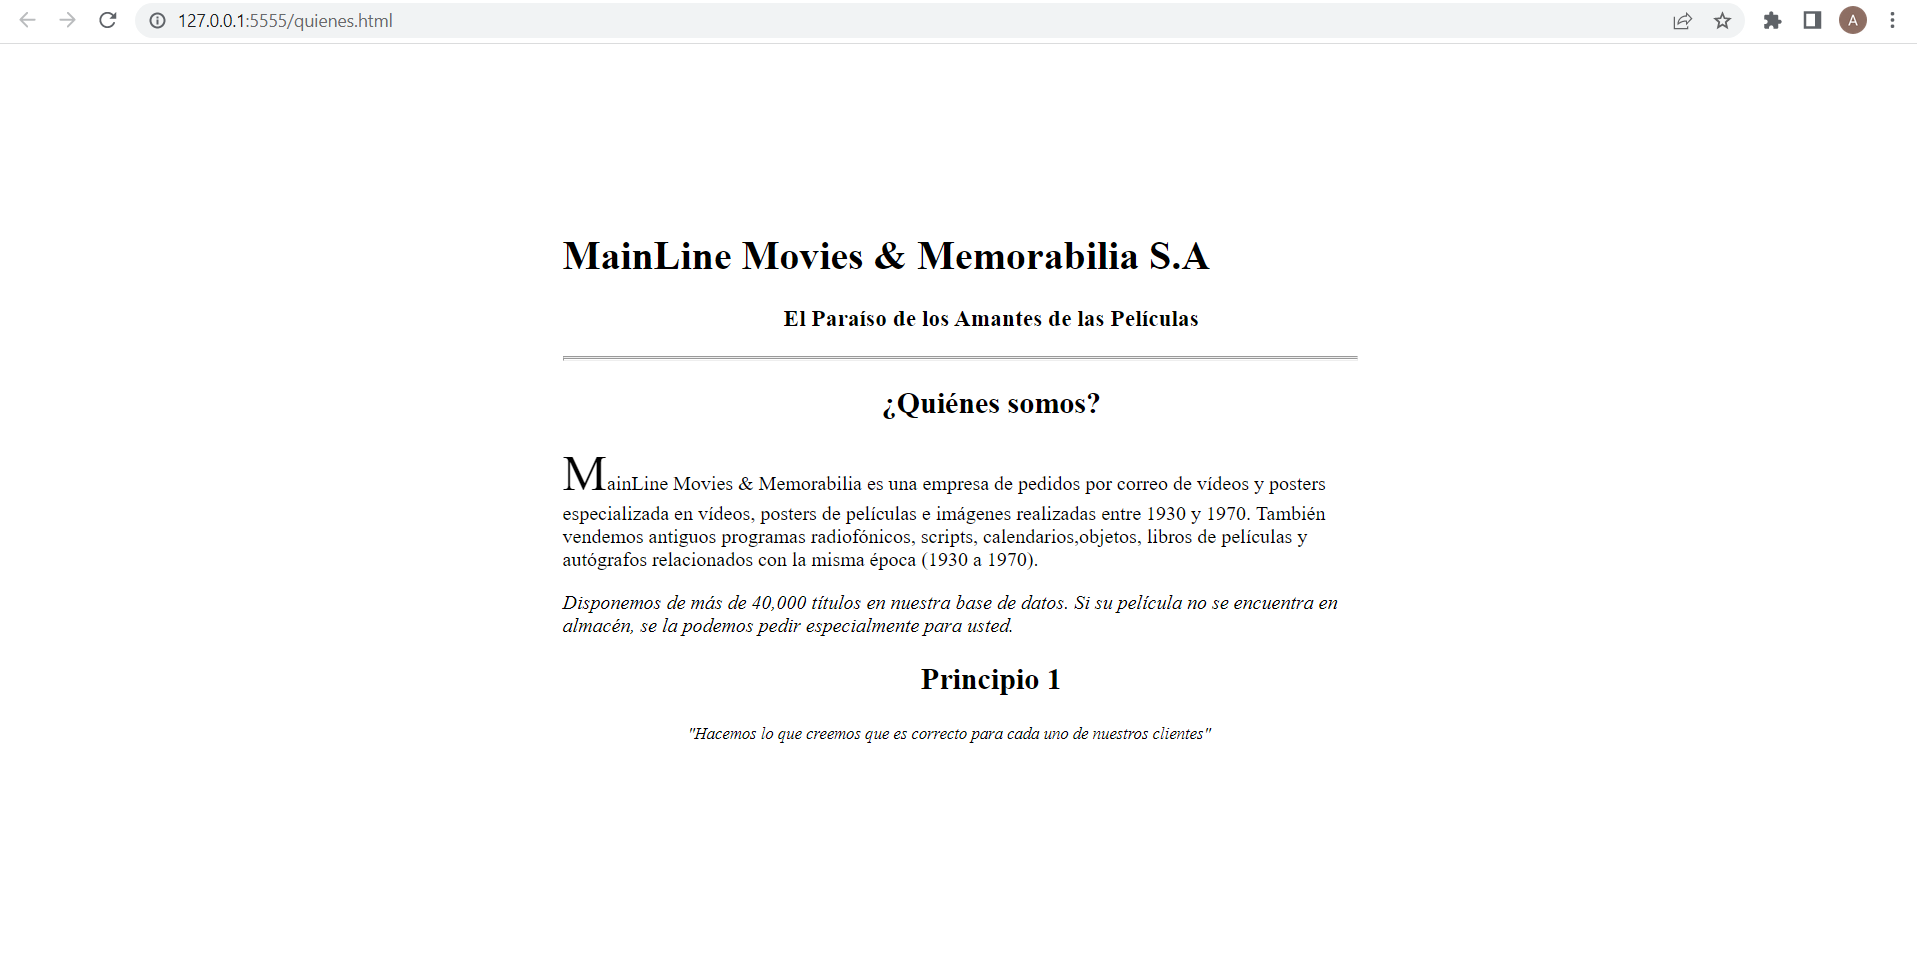 127.0.0.1:5555/quienes.html
A
MainLine Movies & Memorabilia S.A
El Paraíso de los Amantes de las Películas
¿Quiénes somos?
MainLine Movies & Memorabilia es una empresa de pedidos por correo de vídeos y posters
especializada en vídeos, posters de películas e imágenes realizadas entre 1930 y 1970. También
vendemos antiguos programas radiofónicos, scripts, calendarios,objetos, libros de películas y
autógrafos relacionados con la misma época (1930 a 1970).
Disponemos de más de 40,000 títulos en nuestra base de datos. Si su película no se encuentra en
almacén, se la podemos pedir especialmente para usted.
Principio 1
"Hacemos lo que creemos que es correcto para cada uno de nuestros clientes"